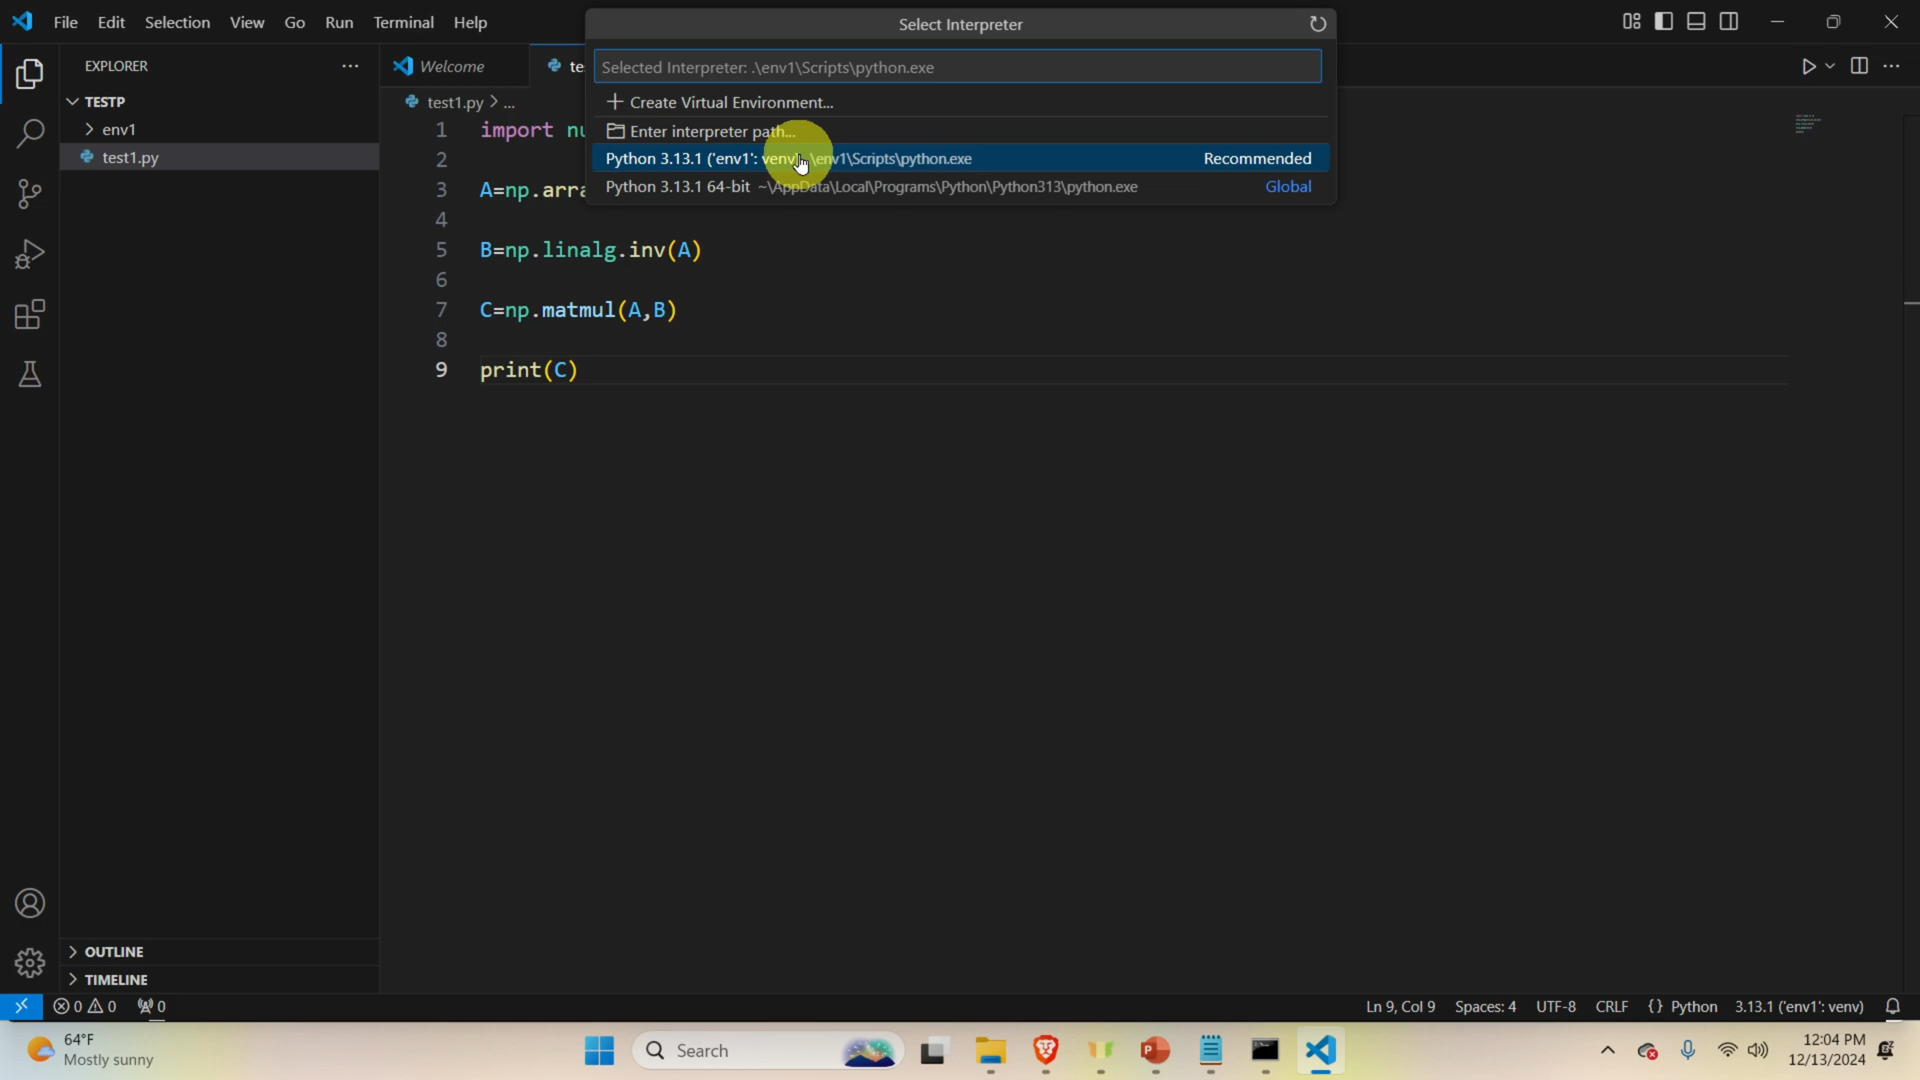 File Edit Selection View Go Run Terminal Help
Select Interpreter
EXPLORER
Welcome
Selected Interpreter: .\env1\Scripts\python.exe
TESTP
test1.py > ...
+ Create Virtual Environment...
env1
1 import
Enter interpreter path...
test1.py
2
Python 3.13.1 ('env1': venv) .\env1\Scripts\python.exe Recommended
3 A=np.arra
Python 3.13.1 64-bit ~\AppData\Local\Programs\Python\Python313\python.exe Global
4
5 B=np.linalg.inv(A)
6
7 C=np.matmul(A,B)
8
9 print(C)
OUTLINE
TIMELINE
0 0 0 Ln 9, Col 9 Spaces: 4 UTF-8 CRLF {} Python 3.13.1 ('env1': venv)
64°F
Mostly sunny
Search
12:04 PM
12/13/2024